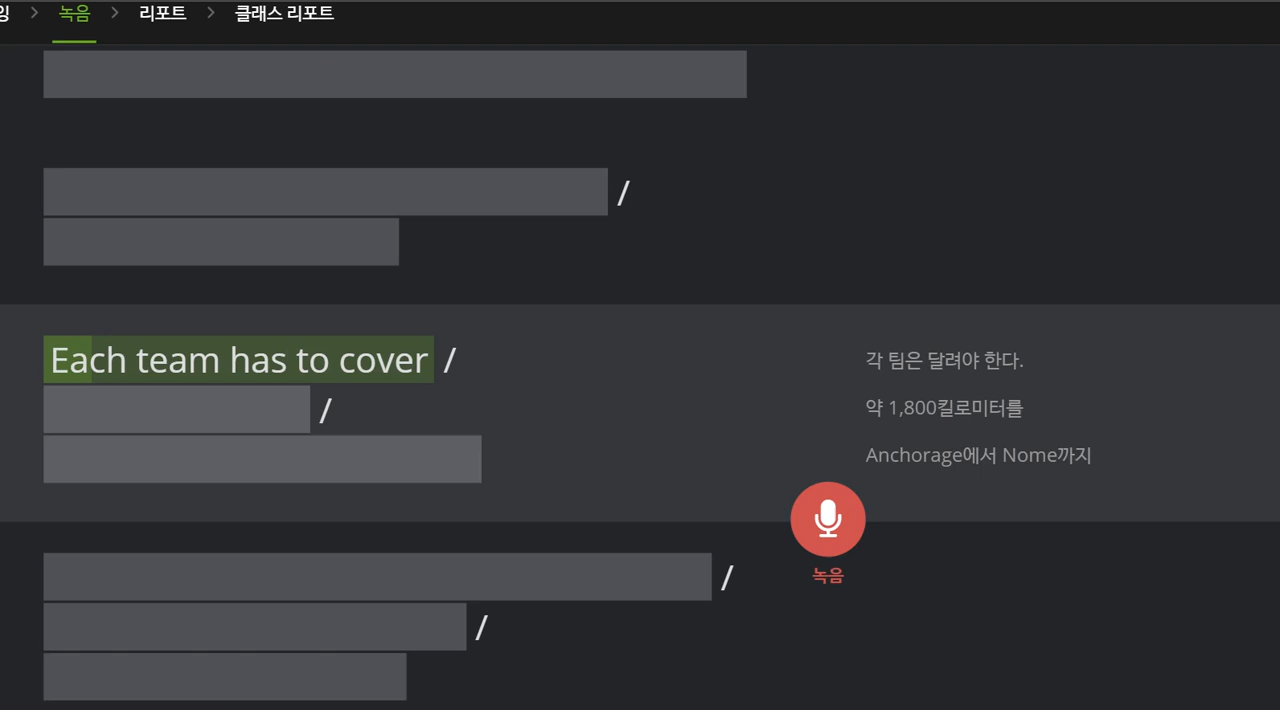 잉 > 녹음 > 리포트 > 클래스 리포트
/
Each team has to cover /
각 팀은 달려야 한다.
/
약 1,800킬로미터를
Anchorage에서 Nome까지
녹음
/
/